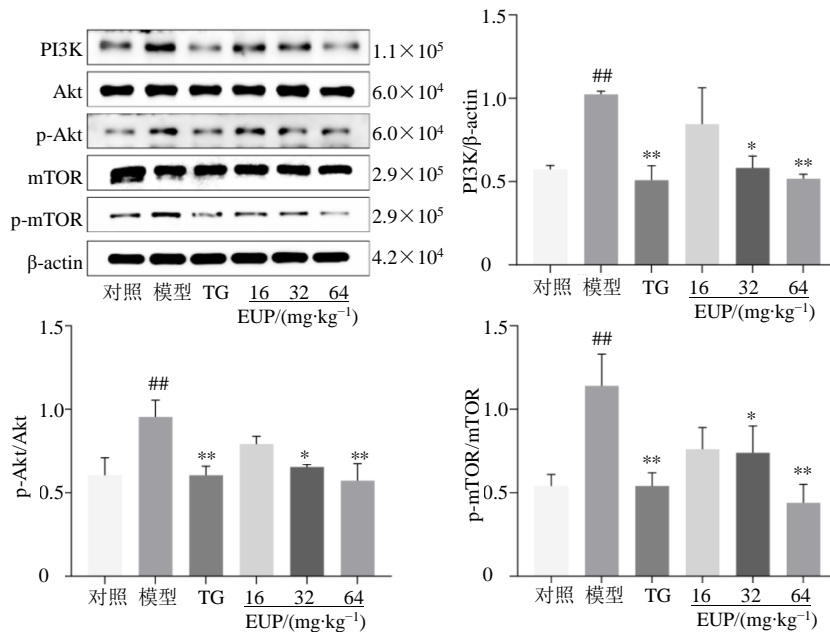 PI3K 1.1×10⁵
Akt 6.0×10⁴
p-Akt 6.0×10⁴
mTOR 2.9×10⁵
p-mTOR 2.9×10⁵
β-actin 4.2×10⁴
对照 模型 TG 16 32 64
EUP/(mg·kg⁻¹)
PI3K/β-actin
1.5
1.0
0.5
0
##
**
*
**
对照 模型 TG 16 32 64
EUP/(mg·kg⁻¹)
p-Akt/Akt
1.5
1.0
0.5
0
##
**
*
**
对照 模型 TG 16 32 64
EUP/(mg·kg⁻¹)
p-mTOR/mTOR
1.5
1.0
0.5
0
##
**
*
**
对照 模型 TG 16 32 64
EUP/(mg·kg⁻¹)